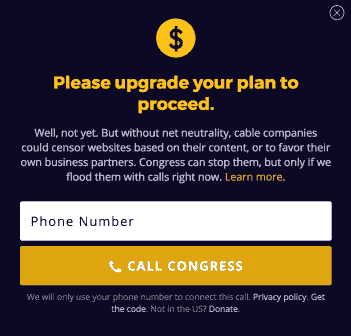 $
Please upgrade your plan to
proceed.
Well, not yet. But without net neutrality, cable companies
could censor websites based on their content, or to favor their
own business partners. Congress can stop them, but only if we
flood them with calls right now. Learn more.
Phone Number
CALL CONGRESS
We will only use your phone number to connect this call. Privacy policy. Get
the code. Not in the US? Donate.